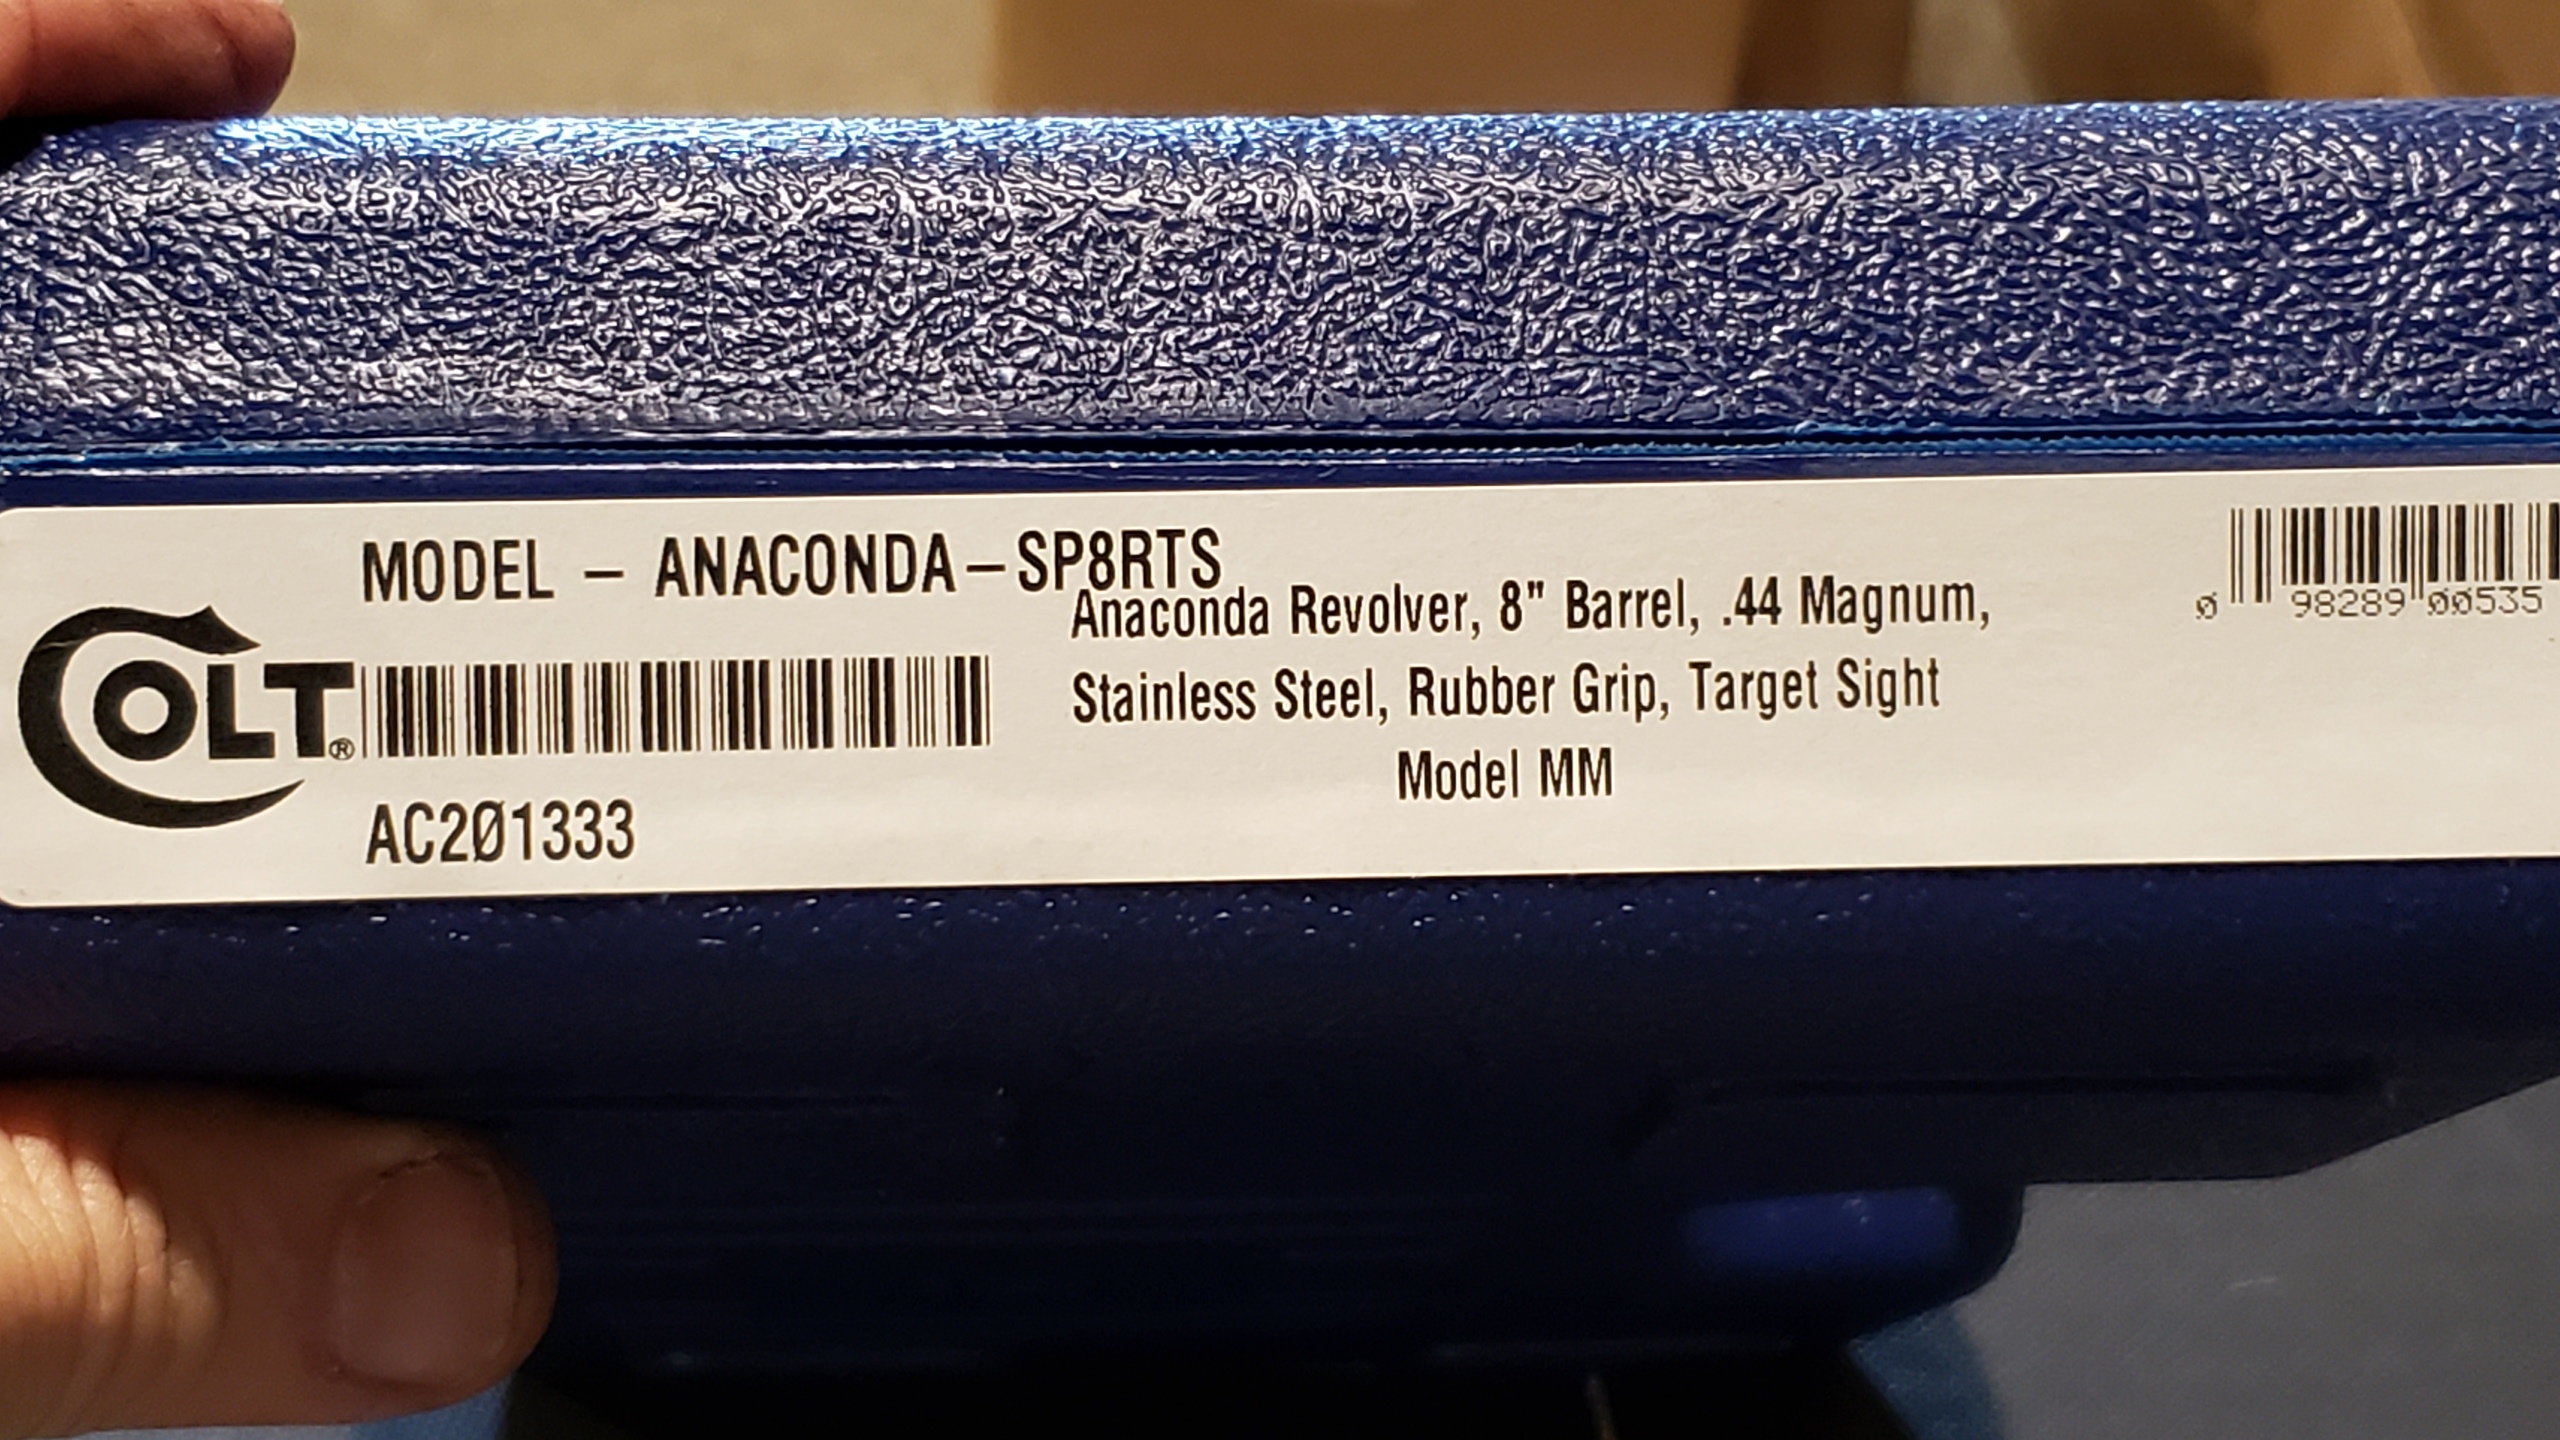 MODEL – ANACONDA–SP8RTS
Anaconda Revolver, 8" Barrel, .44 Magnum,
Stainless Steel, Rubber Grip, Target Sight
Model MM
COLT®
AC2Ø1333
Ø 98289 ØØ535